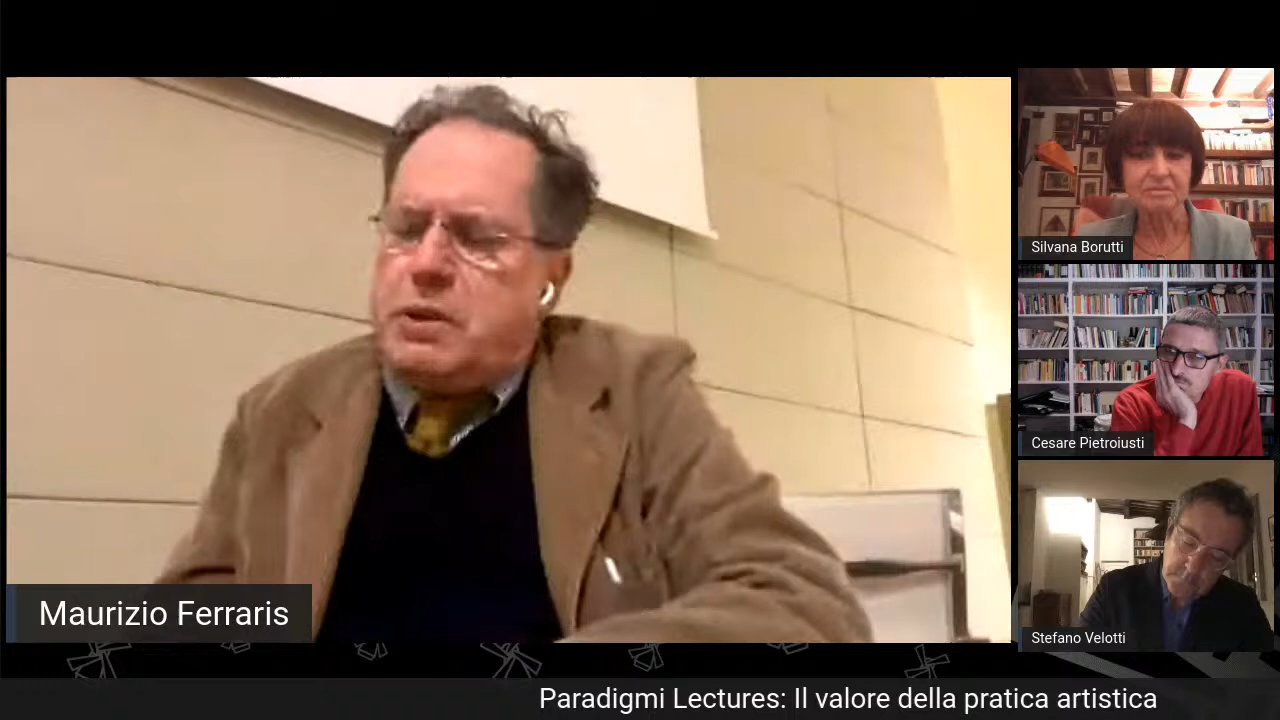 Silvana Borutti
Cesare Pietroiusti
Maurizio Ferraris
Stefano Velotti
Paradigmi Lectures: Il valore della pratica artistica